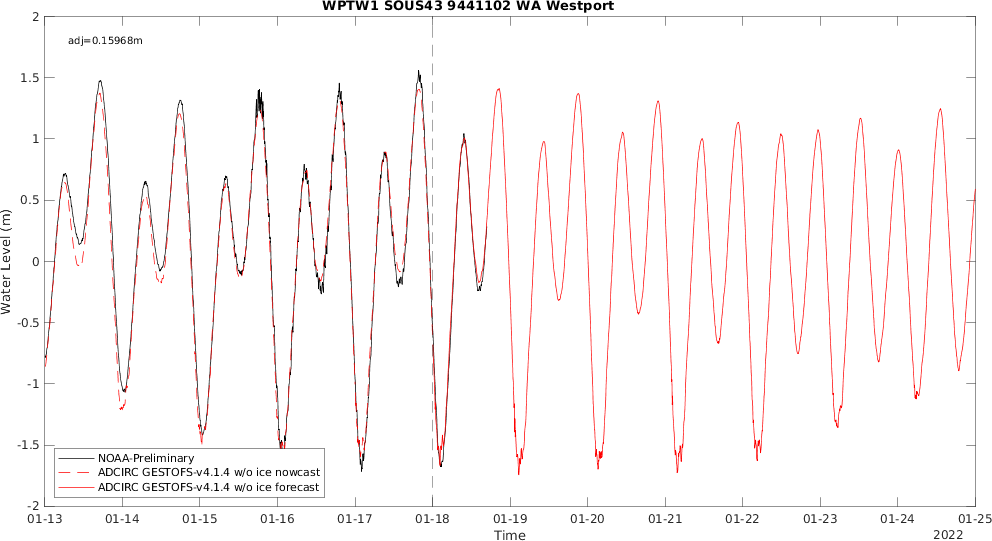 WPTW1 SOUS43 9441102 WA Westport
adj=0.15968m
2
1.5
1
0.5
0
-0.5
-1
-1.5
-2
Water Level (m)
NOAA-Preliminary
ADCIRC GESTOFS-v4.1.4 w/o ice nowcast
ADCIRC GESTOFS-v4.1.4 w/o ice forecast
01-13 01-14 01-15 01-16 01-17 01-18 01-19 01-20 01-21 01-22 01-23 01-24 01-25
Time
2022